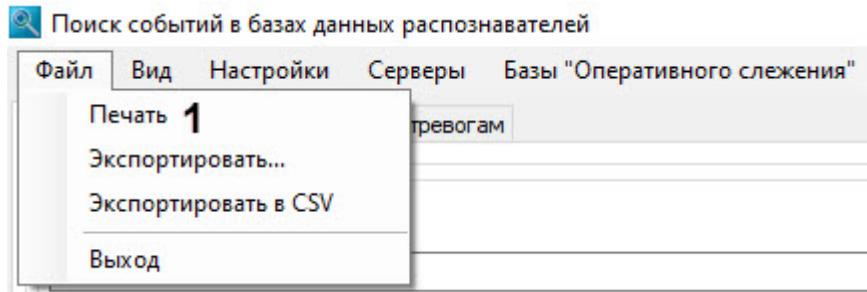 Поиск событий в базах данных распознавателей
Файл Вид Настройки Серверы Базы "Оперативного слежения"
Печать 1
тревогам
Экспортировать...
Экспортировать в CSV
Выход